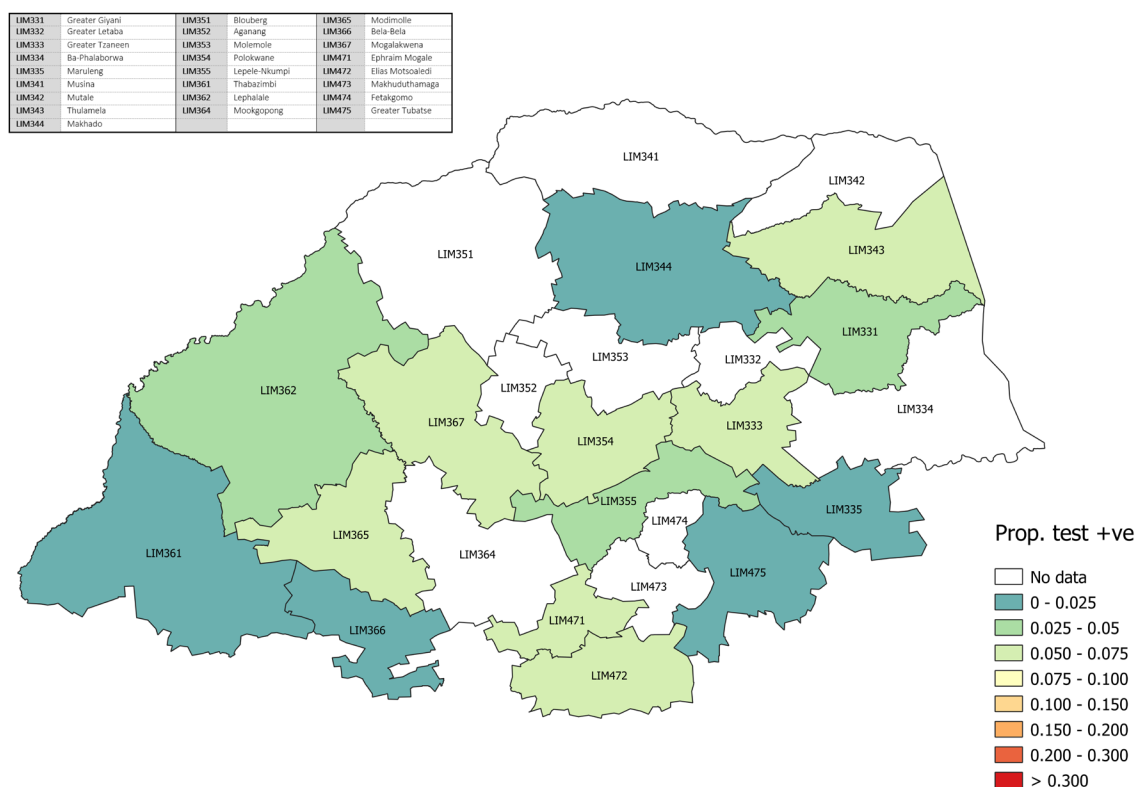 LIM331 Greater Giyani LIM351 Blouberg LIM365 Modimolle
LIM332 Greater Letaba LIM352 Aganang LIM366 Bela-Bela
LIM333 Greater Tzaneen LIM353 Molemole LIM367 Mogalakwena
LIM334 Ba-Phalaborwa LIM354 Polokwane LIM471 Ephraim Mogale
LIM335 Maruleng LIM355 Lepele-Nkumpi LIM472 Elias Motsoaledi
LIM341 Musina LIM361 Thabazimbi LIM473 Makhuduthamaga
LIM342 Mutale LIM362 Lephalale LIM474 Fetakgomo
LIM343 Thulamela LIM364 Mookgopong LIM475 Greater Tubatse
LIM344 Makhado
LIM341
LIM342
LIM343
LIM351
LIM344
LIM331
LIM353
LIM332
LIM352
LIM362
LIM334
LIM367
LIM333
LIM354
LIM355
LIM335
LIM474
LIM365
LIM361
LIM364
LIM475
LIM473
LIM471
LIM366
LIM472
Prop. test +ve
No data
0 - 0.025
0.025 - 0.05
0.050 - 0.075
0.075 - 0.100
0.100 - 0.150
0.150 - 0.200
0.200 - 0.300
> 0.300